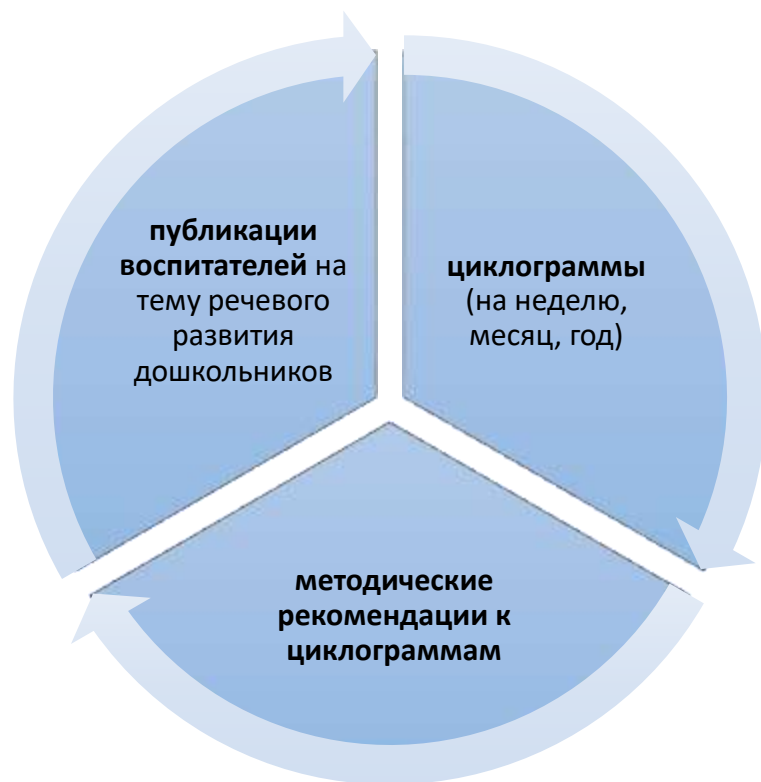 публикации
воспитателей на
тему речевого
развития
дошкольников
циклограммы
(на неделю,
месяц, год)
методические
рекомендации к
циклограммам